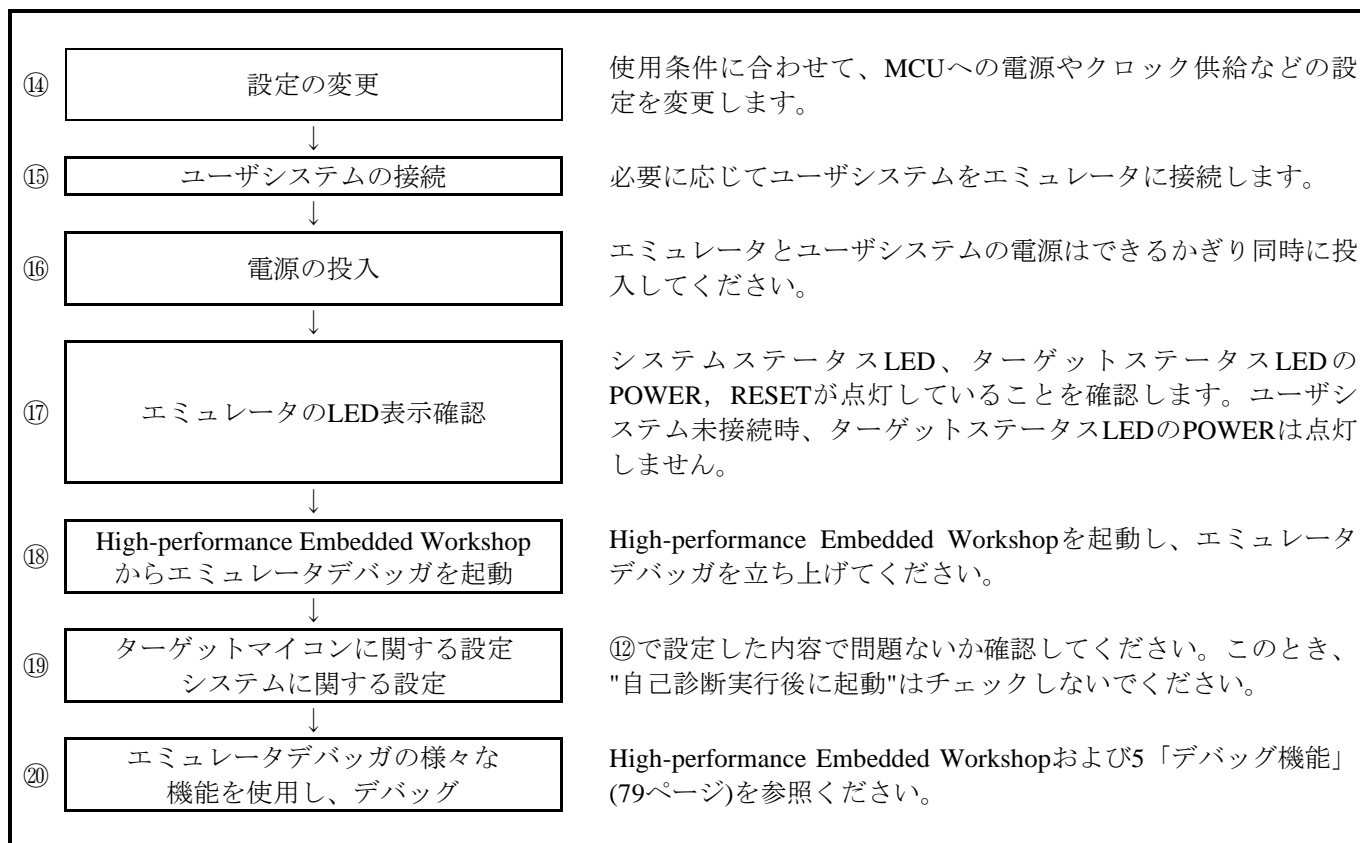 ⑭ 設定の変更
使用条件に合わせて、MCUへの電源やクロック供給などの設
定を変更します。
↓
⑮ ユーザシステムの接続
必要に応じてユーザシステムをエミュレータに接続します。
↓
⑯ 電源の投入
エミュレータとユーザシステムの電源はできるかぎり同時に投
入してください。
↓
⑰ エミュレータのLED表示確認
システムステータスLED、ターゲットステータスLEDの
POWER，RESETが点灯していることを確認します。ユーザシ
ステム未接続時、ターゲットステータスLEDのPOWERは点灯
しません。
↓
⑱ High-performance Embedded Workshop
からエミュレータデバッガを起動
High-performance Embedded Workshopを起動し、エミュレータ
デバッガを立ち上げてください。
↓
⑲ ターゲットマイコンに関する設定
システムに関する設定
⑫で設定した内容で問題ないか確認してください。このとき、
"自己診断実行後に起動"はチェックしないでください。
↓
⑳ エミュレータデバッガの様々な
機能を使用し、デバッグ
High-performance Embedded Workshopおよび5「デバッグ機能」
(79ページ)を参照ください。